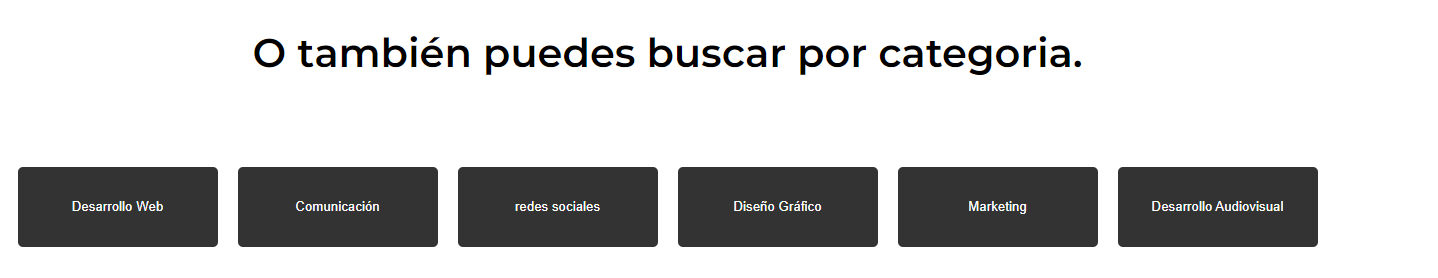 O también puedes buscar por categoria.
Desarrollo Web
Comunicación
redes sociales
Diseño Gráfico
Marketing
Desarrollo Audiovisual